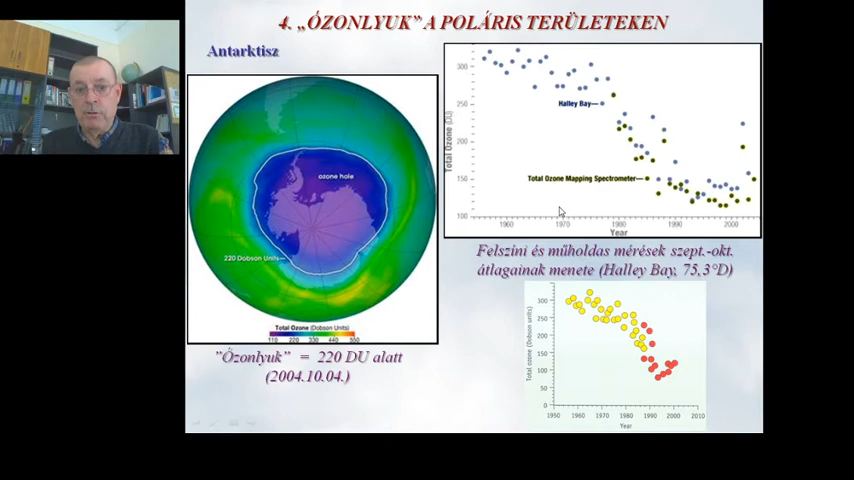 4. „ÓZONLYUK” A POLÁRIS TERÜLETEKEN
Antarktisz
ozone hole
220 Dobson Units
Total Ozone (Dobson Units)
110 220 330 440 550
”Ózonlyuk” = 220 DU alatt
(2004.10.04.)
Total Ozone (DU)
300
250
200
150
100
Halley Bay
Total Ozone Mapping Spectrometer
1960 1970 1980 1990 2000
Year
Felszíni és műholdas mérések szept.-okt.
átlagainak menete (Halley Bay, 75,3°D)
Total ozone (Dobson units)
300
250
200
150
100
50
0
1950 1960 1970 1980 1990 2000 2010
Year